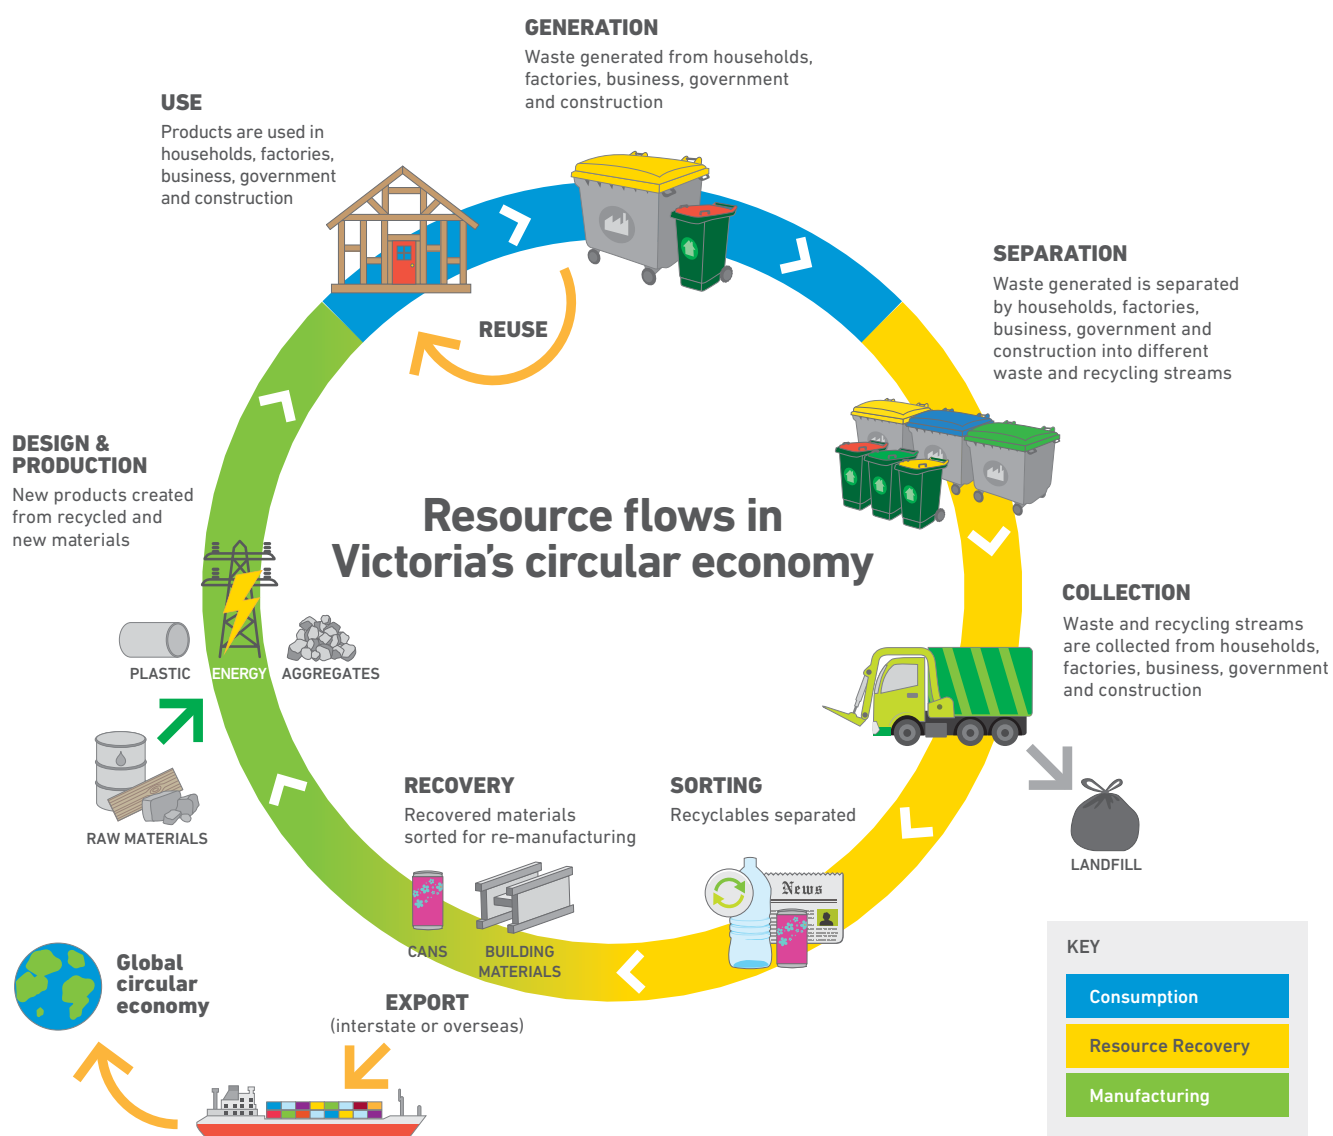 GENERATION
Waste generated from households,
factories, business, government
and construction
USE
Products are used in
households, factories,
business, government
and construction
REUSE
SEPARATION
Waste generated is separated
by households, factories,
business, government and
construction into different
waste and recycling streams
DESIGN &
PRODUCTION
New products created
from recycled and
new materials
Resource flows in
Victoria's circular economy
COLLECTION
Waste and recycling streams
are collected from households,
factories, business, government
and construction
PLASTIC
ENERGY
AGGREGATES
RAW MATERIALS
RECOVERY
Recovered materials
sorted for re-manufacturing
SORTING
Recyclables separated
LANDFILL
News
CANS
BUILDING
MATERIALS
Global
circular
economy
EXPORT
(interstate or overseas)
KEY
Consumption
Resource Recovery
Manufacturing